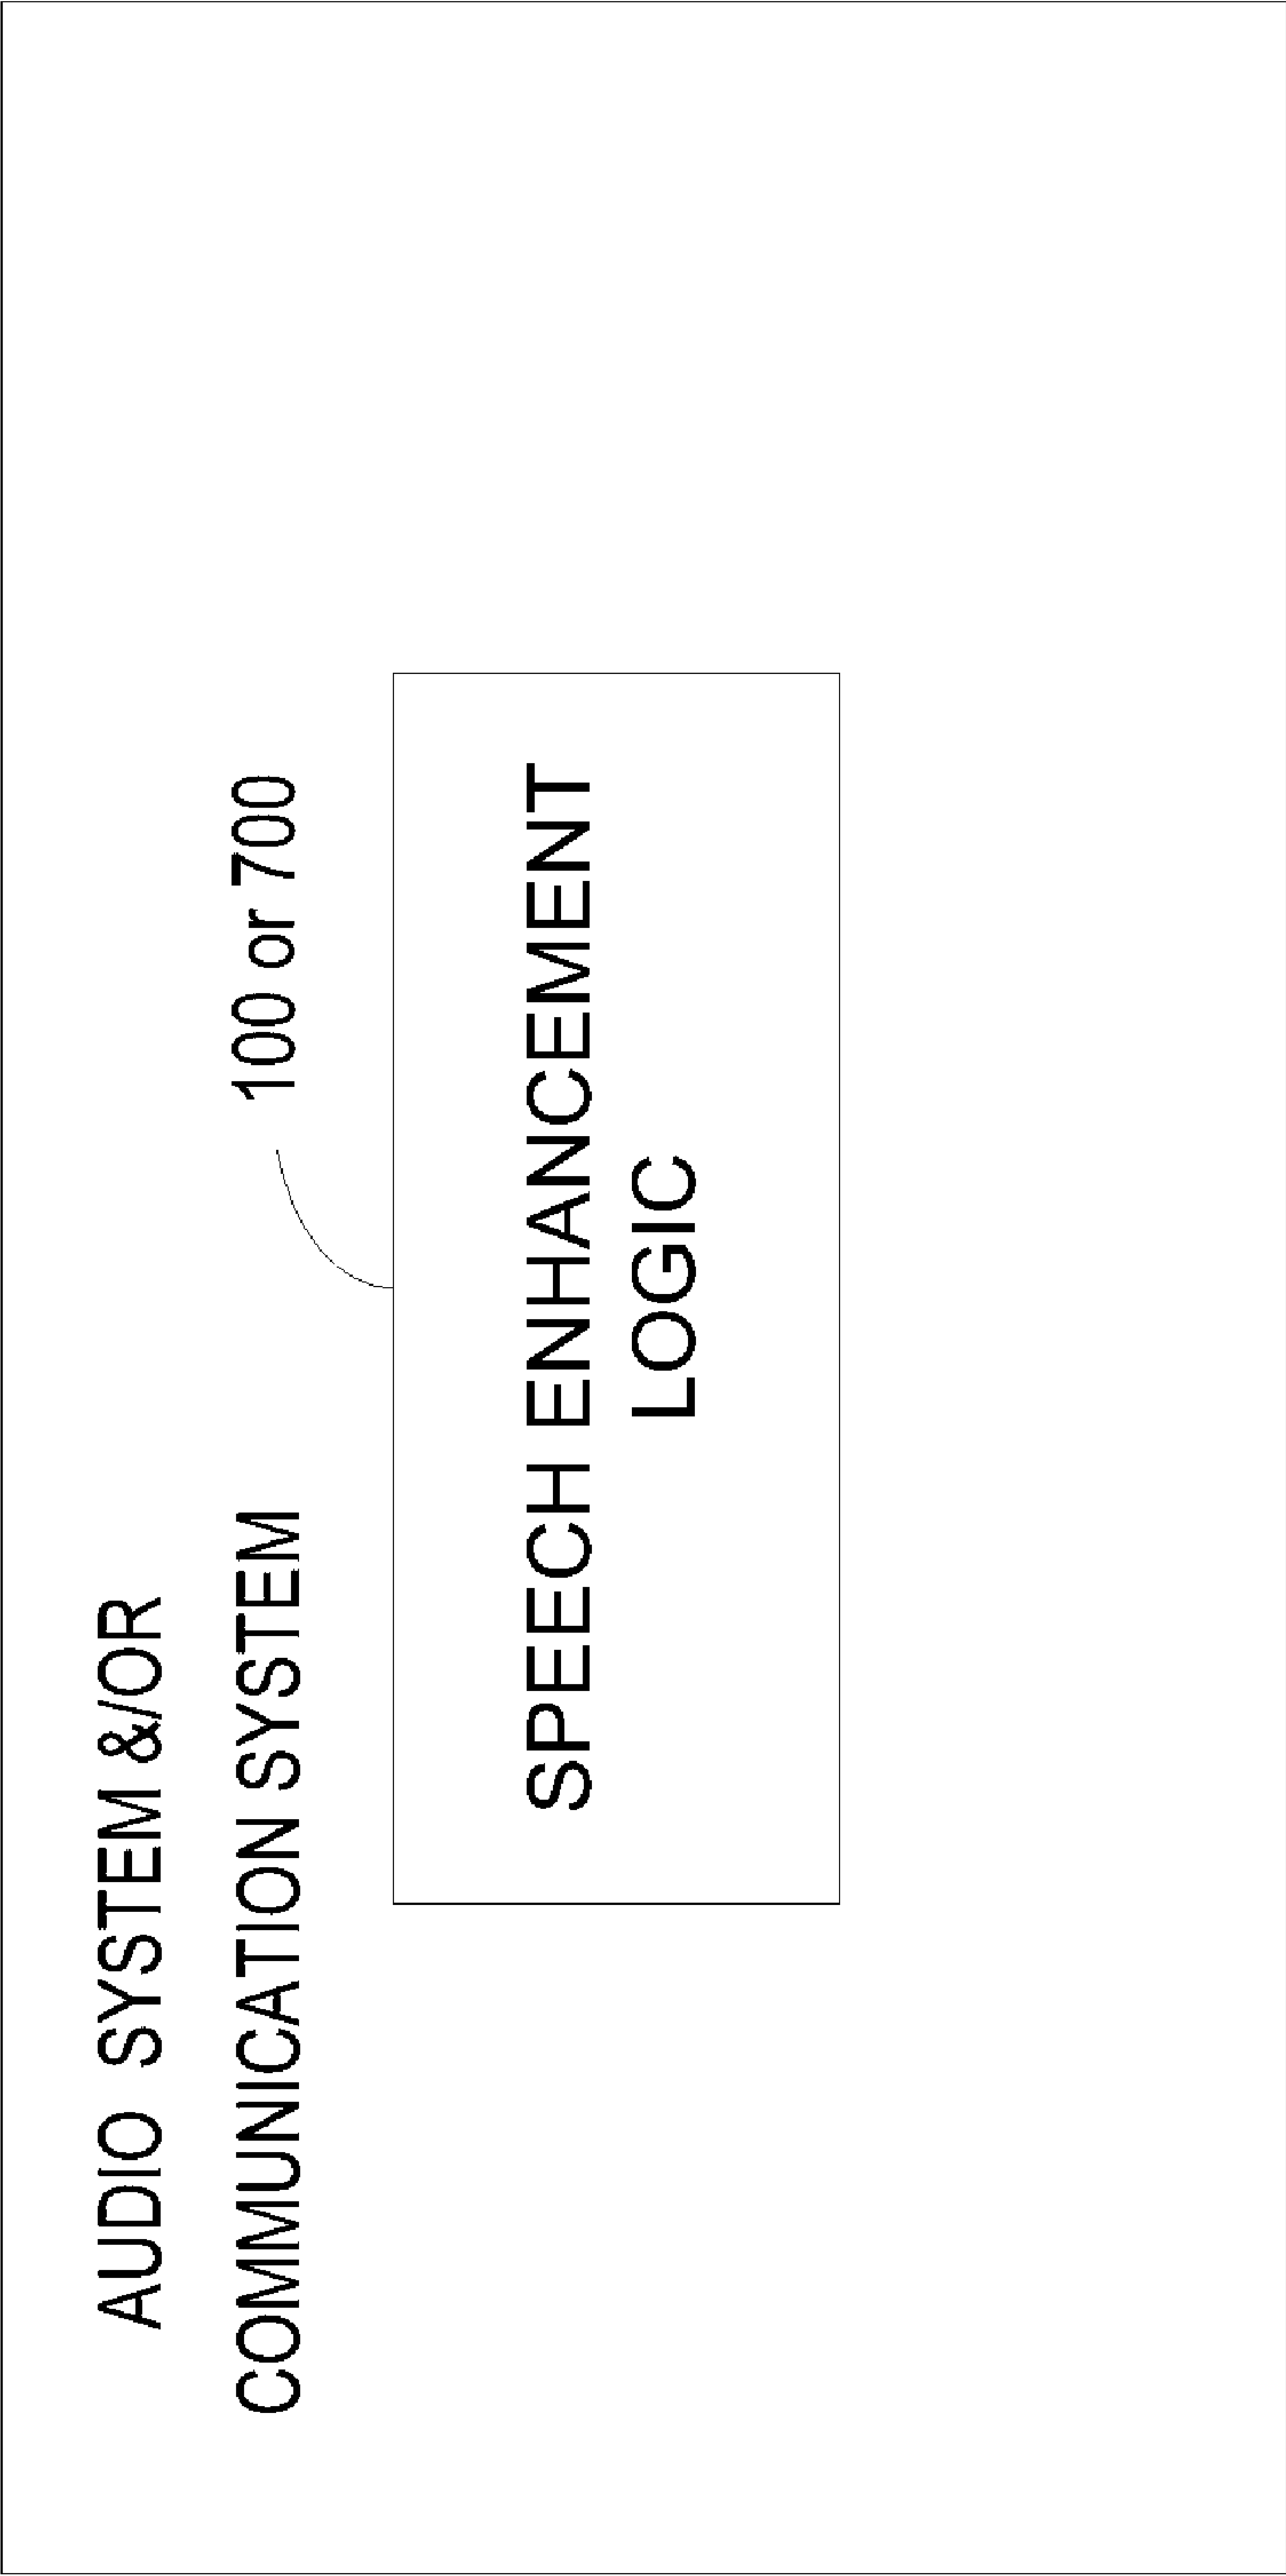 AUDIO SYSTEM &/OR
COMMUNICATION SYSTEM
100 or 700
SPEECH ENHANCEMENT
LOGIC